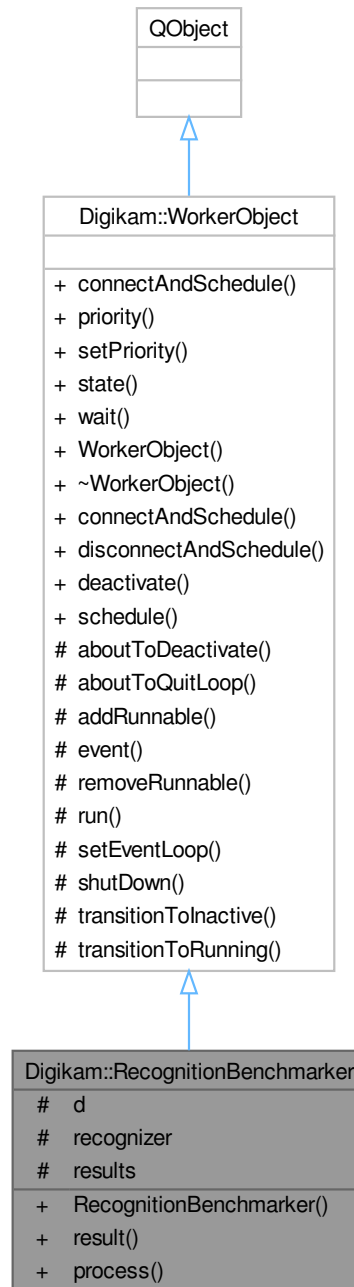 QObject
Digikam::WorkerObject
+ connectAndSchedule()
+ priority()
+ setPriority()
+ state()
+ wait()
+ WorkerObject()
+ ~WorkerObject()
+ connectAndSchedule()
+ disconnectAndSchedule()
+ deactivate()
+ schedule()
# aboutToDeactivate()
# aboutToQuitLoop()
# addRunnable()
# event()
# removeRunnable()
# run()
# setEventLoop()
# shutDown()
# transitionToInactive()
# transitionToRunning()
Digikam::RecognitionBenchmarker
# d
# recognizer
# results
+ RecognitionBenchmarker()
+ result()
+ process()